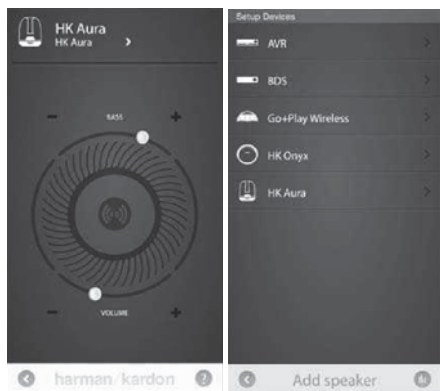 HK Aura
HK Aura >
- BASS +
- VOLUME +
harman/kardon ?
Setup Devices
AVR >
BDS >
Go+Play Wireless >
HK Onyx >
HK Aura >
Add speaker